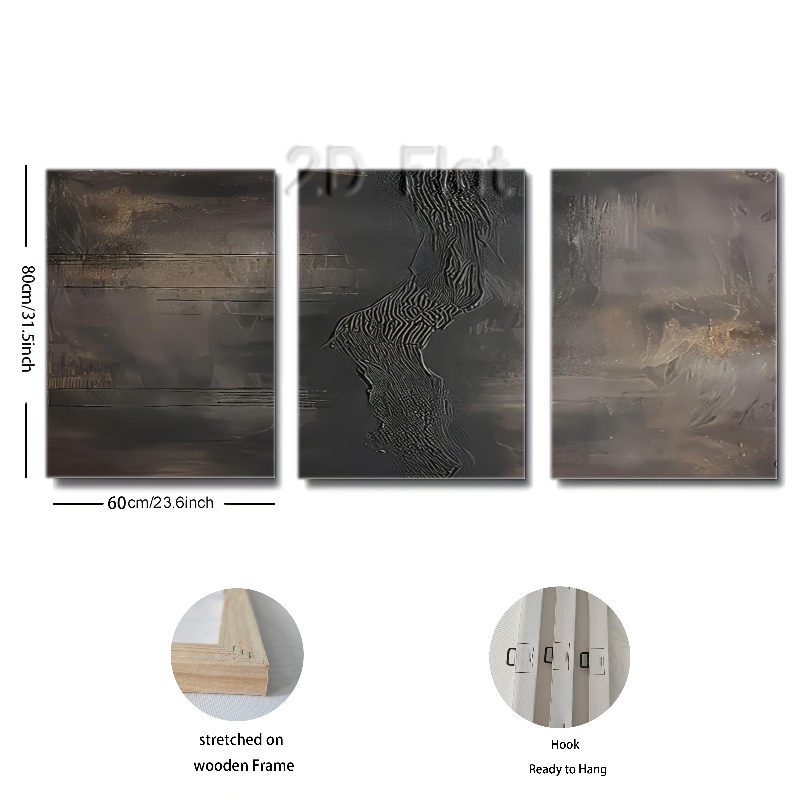 2D Flat
80cm/31.5inch
60cm/23.6inch
stretched on
wooden Frame
Hook
Ready to Hang